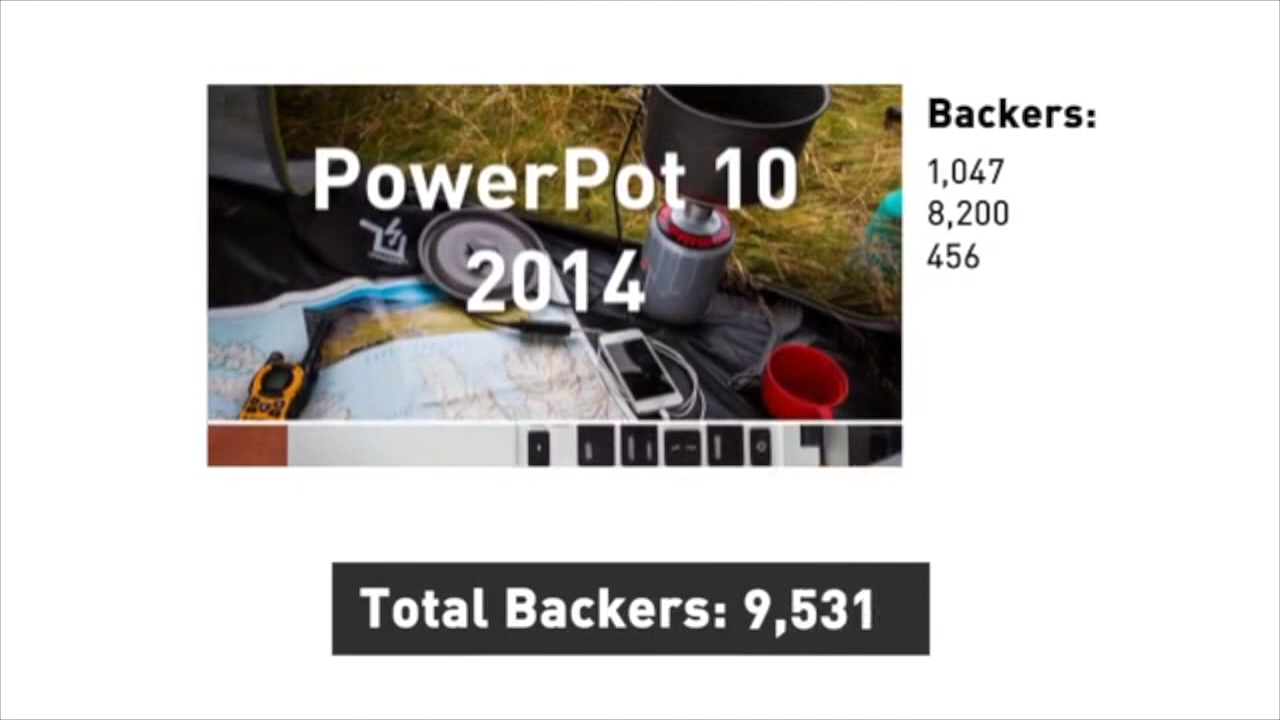 PowerPot 10
2014
Backers:
1,047
8,200
456
Total Backers: 9,531